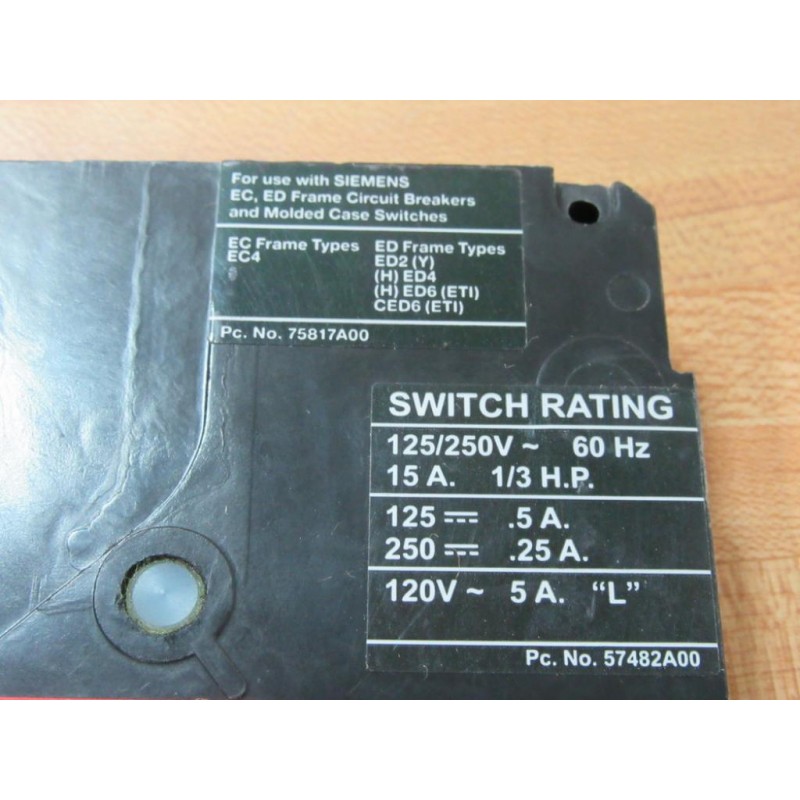 For use with SIEMENS
EC, ED Frame Circuit Breakers
and Molded Case Switches
EC Frame Types
EC4
ED Frame Types
ED2 (Y)
(H) ED4
(H) ED6 (ETI)
CED6 (ETI)
Pc. No. 75817A00
SWITCH RATING
125/250V ~ 60 Hz
15 A. 1/3 H.P.
125 ⎓ .5 A.
250 ⎓ .25 A.
120V ~ 5 A. “L”
Pc. No. 57482A00